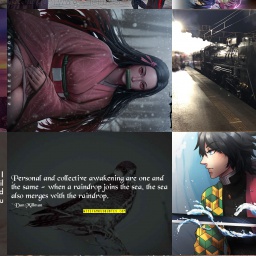 Personal and collective awakening are one and
the same - when a raindrop joins the sea, the sea
also merges with the raindrop.
Dan Millman